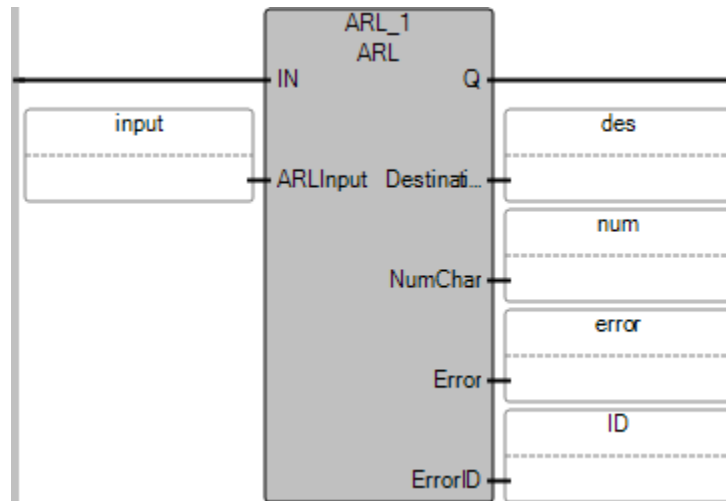 ARL_1
ARL
IN Q
input des
ARLInput Destinati...
num
NumChar
error
Error
ID
ErrorID